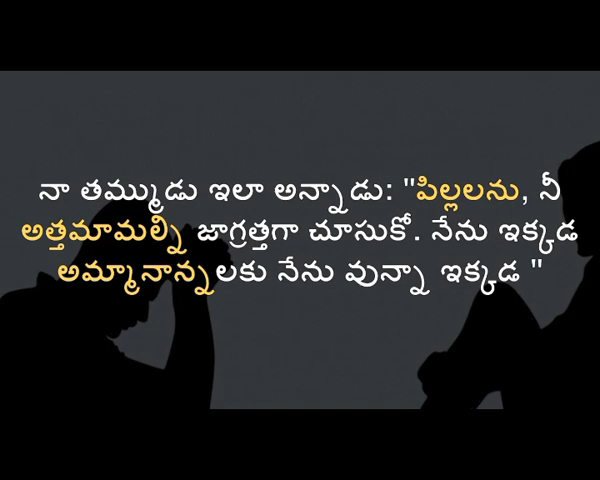 నా తమ్ముడు ఇలా అన్నాడు: "పిల్లలను, నీ
అత్తమామల్ని జాగ్రత్తగా చూసుకో. నేను ఇక్కడ
అమ్మానాన్నలకు నేను వున్నా ఇక్కడ "